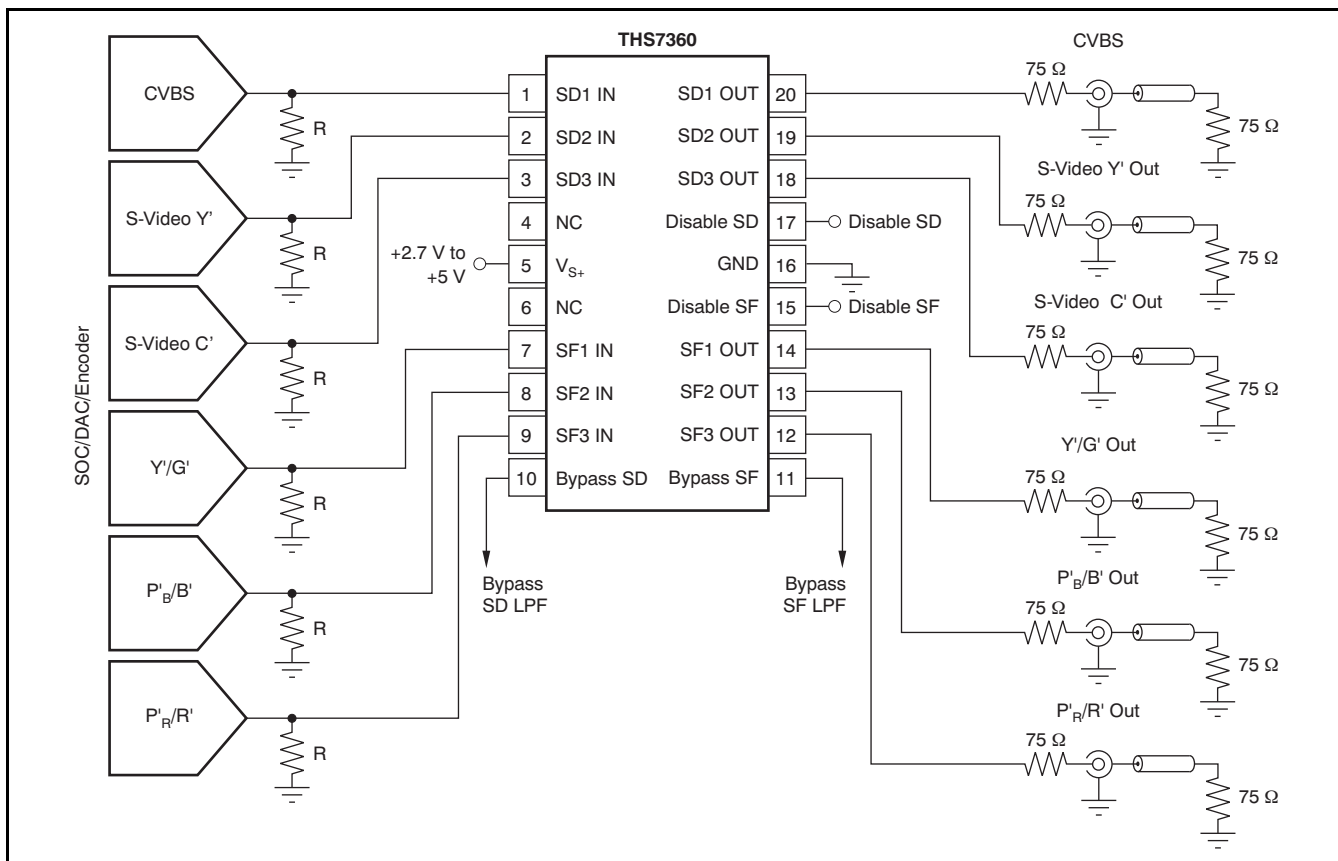 THS7360
SOC/DAC/Encoder
CVBS
R
S-Video Y'
R
S-Video C'
R
Y'/G'
R
P'B/B'
R
P'R/R'
R
+2.7 V to
+5 V
1 SD1 IN
2 SD2 IN
3 SD3 IN
4 NC
5 VS+
6 NC
7 SF1 IN
8 SF2 IN
9 SF3 IN
10 Bypass SD
SD1 OUT 20
SD2 OUT 19
SD3 OUT 18
Disable SD 17 Disable SD
GND 16
Disable SF 15 Disable SF
SF1 OUT 14
SF2 OUT 13
SF3 OUT 12
Bypass SF 11
Bypass
SD LPF
Bypass
SF LPF
CVBS
75 Ω
75 Ω
S-Video Y' Out
75 Ω
75 Ω
S-Video C' Out
75 Ω
75 Ω
Y'/G' Out
75 Ω
75 Ω
P'B/B' Out
75 Ω
75 Ω
P'R/R' Out
75 Ω
75 Ω